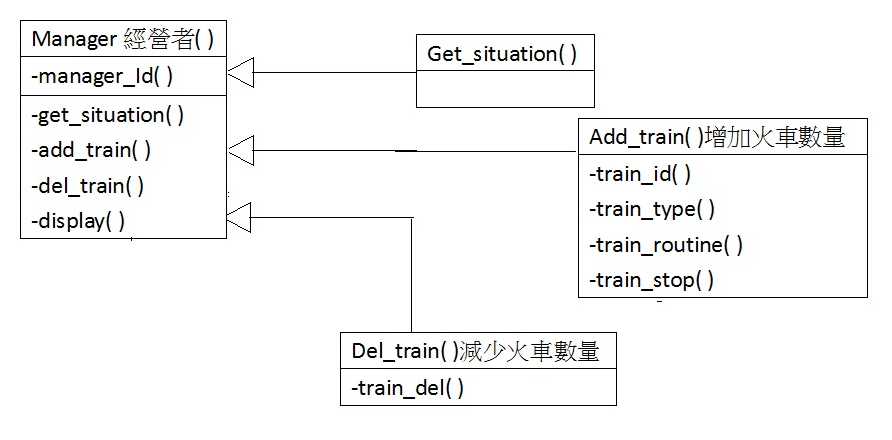 Manager 經營者( )
-manager_Id( )
-get_situation( )
-add_train( )
-del_train( )
-display( )
Get_situation( )
Add_train( )增加火車數量
-train_id( )
-train_type( )
-train_routine( )
-train_stop( )
Del_train( )減少火車數量
-train_del( )